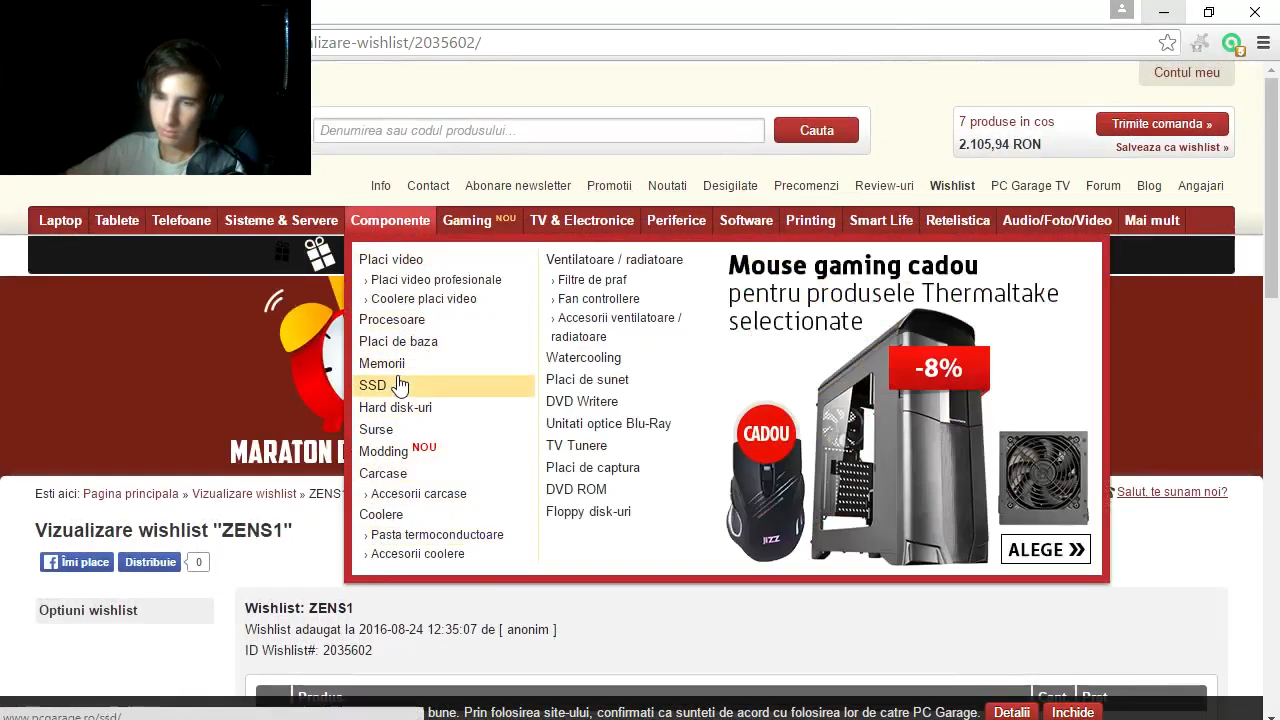 lizare-wishlist/2035602/
Contul meu
Denumirea sau codul produsului...
Cauta
7 produse in cos
2.105,94 RON
Trimite comanda »
Salveaza ca wishlist »
Info Contact Abonare newsletter Promotii Noutati Desigilate Precomenzi Review-uri Wishlist PC Garage TV Forum Blog Angajari
Laptop Tablete Telefoane Sisteme & Servere Componente Gaming NOU TV & Electronice Periferice Software Printing Smart Life Retelistica Audio/Foto/Video Mai mult
Placi video
› Placi video profesionale
› Coolere placi video
Procesoare
Placi de baza
Memorii
SSD
Hard disk-uri
Surse
Modding NOU
Carcase
› Accesorii carcase
Coolere
› Pasta termoconductoare
› Accesorii coolere
Ventilatoare / radiatoare
› Filtre de praf
› Fan controllere
› Accesorii ventilatoare /
radiatoare
Watercooling
Placi de sunet
DVD Writere
Unitati optice Blu-Ray
TV Tunere
Placi de captura
DVD ROM
Floppy disk-uri
Mouse gaming cadou
pentru produsele Thermaltake
selectionate
-8%
CADOU
JIZZ
ALEGE »
MARATON D
Esti aici: Pagina principala » Vizualizare wishlist » ZENS1
Salut, te sunam noi?
Vizualizare wishlist "ZENS1"
Îmi place
Distribuie
0
Optiuni wishlist
Wishlist: ZENS1
Wishlist adaugat la 2016-08-24 12:35:07 de [ anonim ]
ID Wishlist#: 2035602
Produs Cant Pret
bune. Prin folosirea site-ului, confirmati ca sunteti de acord cu folosirea lor de catre PC Garage.
Detalii
Inchide
www.pcgarage.ro/ssd/